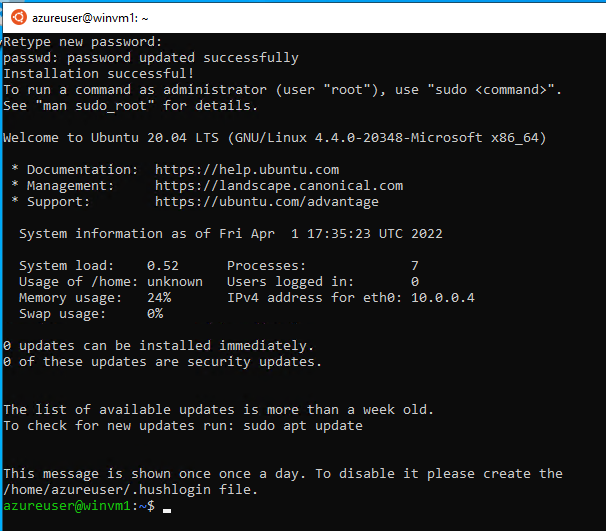 azureuser@winvm1: ~
Retype new password:
passwd: password updated successfully
Installation successful!
To run a command as administrator (user "root"), use "sudo <command>".
See "man sudo_root" for details.
Welcome to Ubuntu 20.04 LTS (GNU/Linux 4.4.0-20348-Microsoft x86_64)
* Documentation:  https://help.ubuntu.com
* Management:     https://landscape.canonical.com
* Support:        https://ubuntu.com/advantage
System information as of Fri Apr  1 17:35:23 UTC 2022
System load:    0.52      Processes:              7
Usage of /home: unknown   Users logged in:        0
Memory usage:   24%       IPv4 address for eth0: 10.0.0.4
Swap usage:     0%
0 updates can be installed immediately.
0 of these updates are security updates.
The list of available updates is more than a week old.
To check for new updates run: sudo apt update
This message is shown once once a day. To disable it please create the
/home/azureuser/.hushlogin file.
azureuser@winvm1:~$